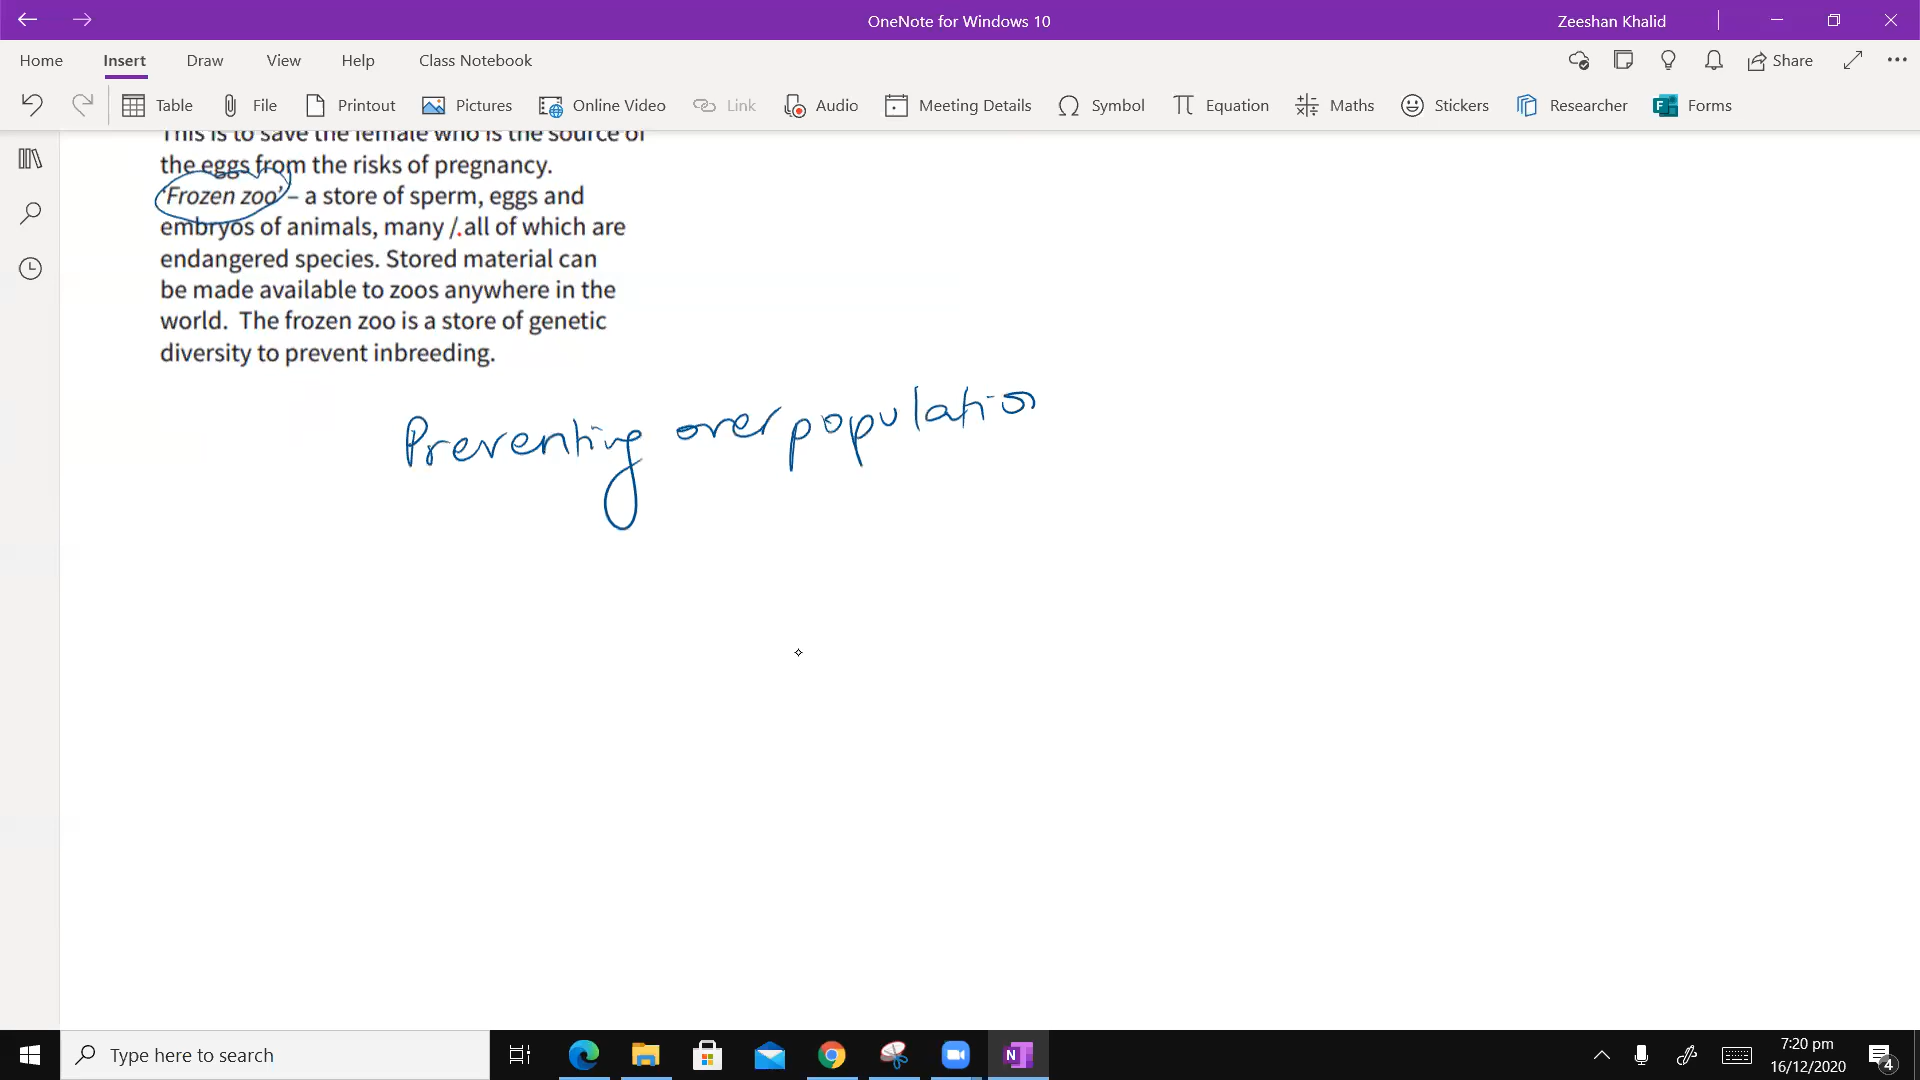 OneNote for Windows 10
Zeeshan Khalid
Home Insert Draw View Help Class Notebook
Share
Table File Printout Pictures Online Video Link Audio Meeting Details Symbol Equation Maths Stickers Researcher Forms
This is to save the female who is the source of
the eggs from the risks of pregnancy.
‘Frozen zoo’ – a store of sperm, eggs and
embryos of animals, many /.all of which are
endangered species. Stored material can
be made available to zoos anywhere in the
world. The frozen zoo is a store of genetic
diversity to prevent inbreeding.
Preventing overpopulation
Type here to search
7:20 pm
16/12/2020
4